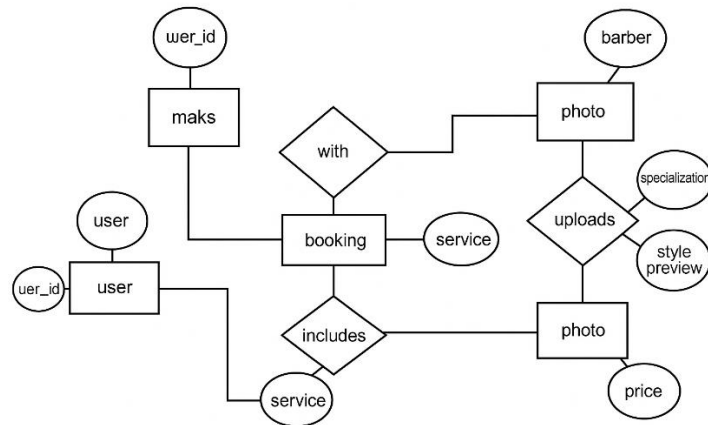 wer_id
barber
maks
photo
with
specialization
user
booking
service
uploads
style
preview
uer_id
user
includes
photo
service
price